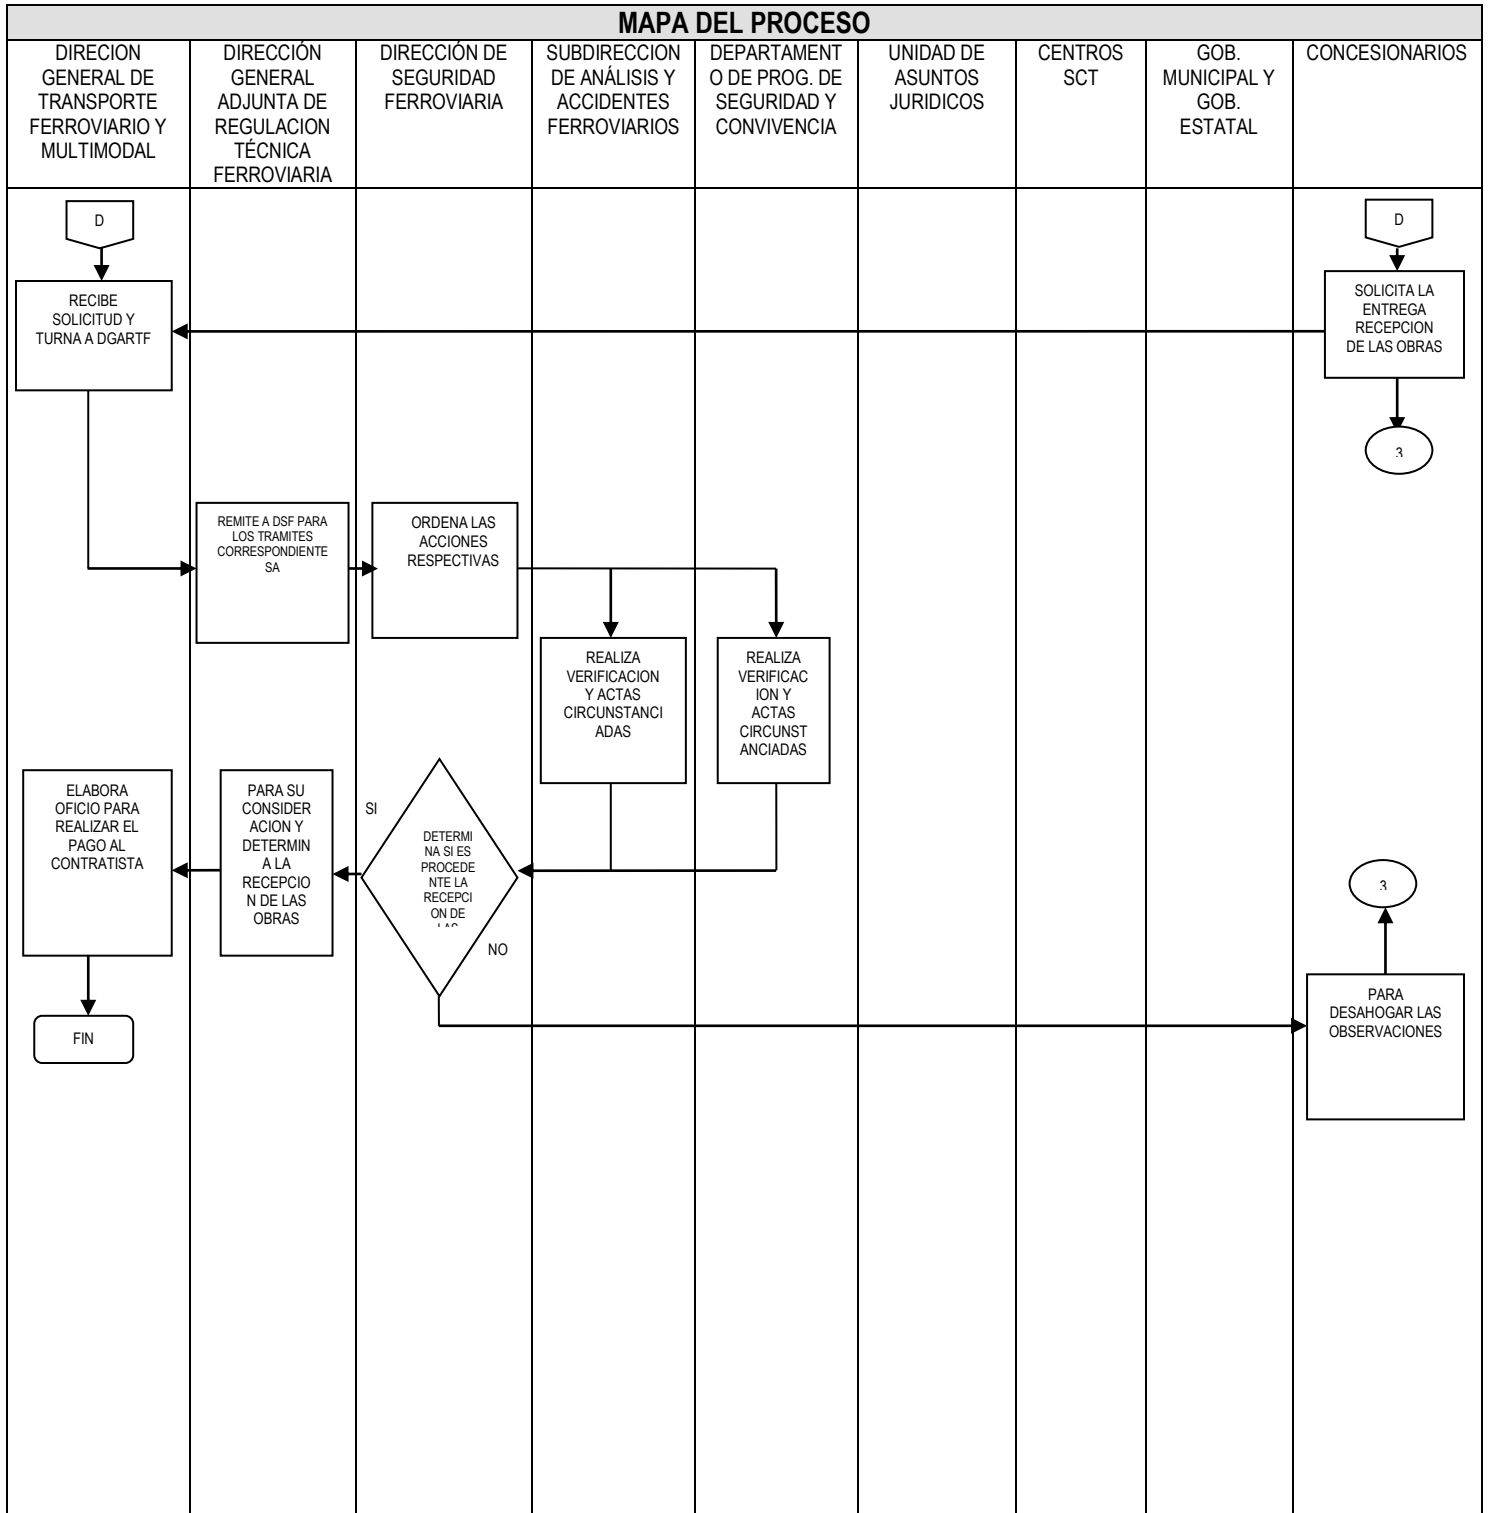 MAPA DEL PROCESO
DIRECION
GENERAL DE
TRANSPORTE
FERROVIARIO Y
MULTIMODAL
DIRECCIÓN
GENERAL
ADJUNTA DE
REGULACION
TÉCNICA
FERROVIARIA
DIRECCIÓN DE
SEGURIDAD
FERROVIARIA
SUBDIRECCION
DE ANÁLISIS Y
ACCIDENTES
FERROVIARIOS
DEPARTAMENT
O DE PROG. DE
SEGURIDAD Y
CONVIVENCIA
UNIDAD DE
ASUNTOS
JURIDICOS
CENTROS
SCT
GOB.
MUNICIPAL Y
GOB.
ESTATAL
CONCESIONARIOS
D
D
RECIBE
SOLICITUD Y
TURNA A DGARTF
SOLICITA LA
ENTREGA
RECEPCION
DE LAS OBRAS
3
REMITE A DSF PARA
LOS TRAMITES
CORRESPONDIENTE
SA
ORDENA LAS
ACCIONES
RESPECTIVAS
REALIZA
VERIFICACION
Y ACTAS
CIRCUNSTANCI
ADAS
REALIZA
VERIFICAC
ION Y
ACTAS
CIRCUNST
ANCIADAS
ELABORA
OFICIO PARA
REALIZAR EL
PAGO AL
CONTRATISTA
PARA SU
CONSIDER
ACION Y
DETERMIN
A LA
RECEPCIO
N DE LAS
OBRAS
SI
DETERMI
NA SI ES
PROCEDE
NTE LA
RECEPCI
ON DE
LAS
NO
3
PARA
DESAHOGAR LAS
OBSERVACIONES
FIN